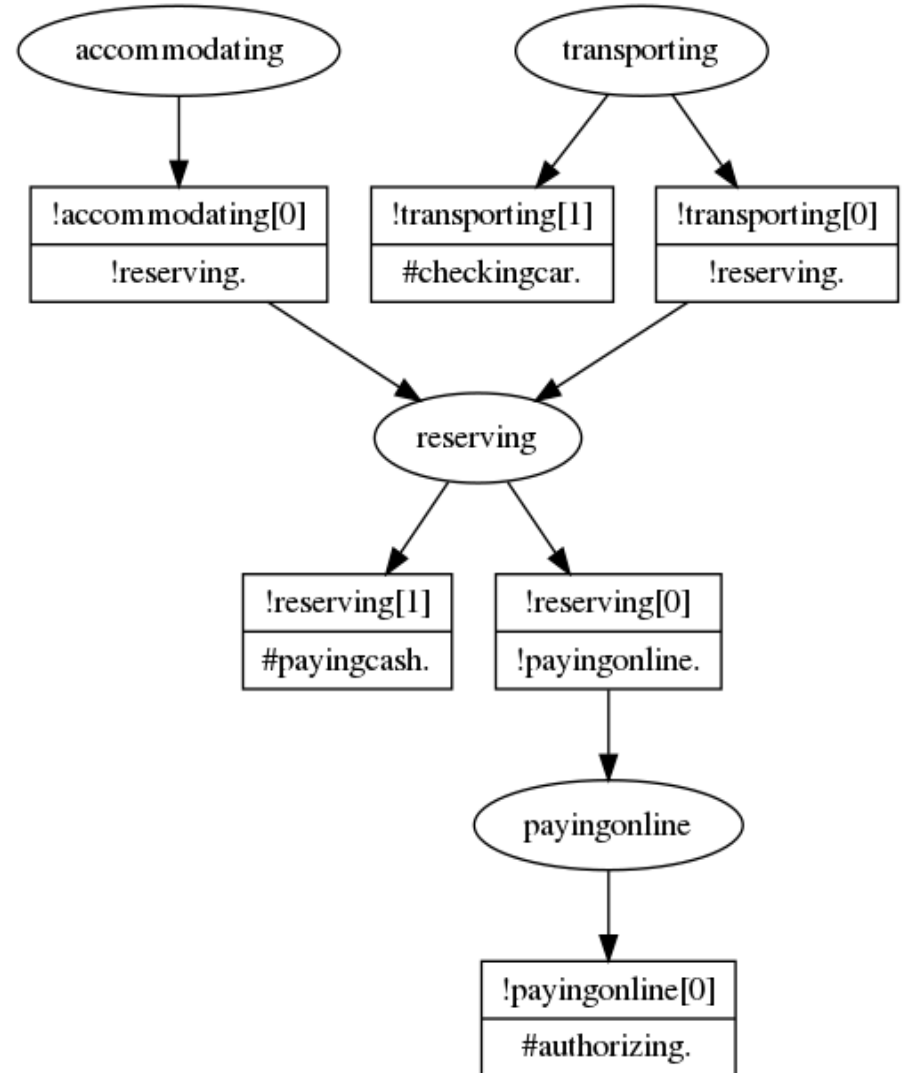 accommodating
transporting
!accommodating[0]
!reserving.
!transporting[1]
#checkingcar.
!transporting[0]
!reserving.
reserving
!reserving[1]
#payingcash.
!reserving[0]
!payingonline.
payingonline
!payingonline[0]
#authorizing.